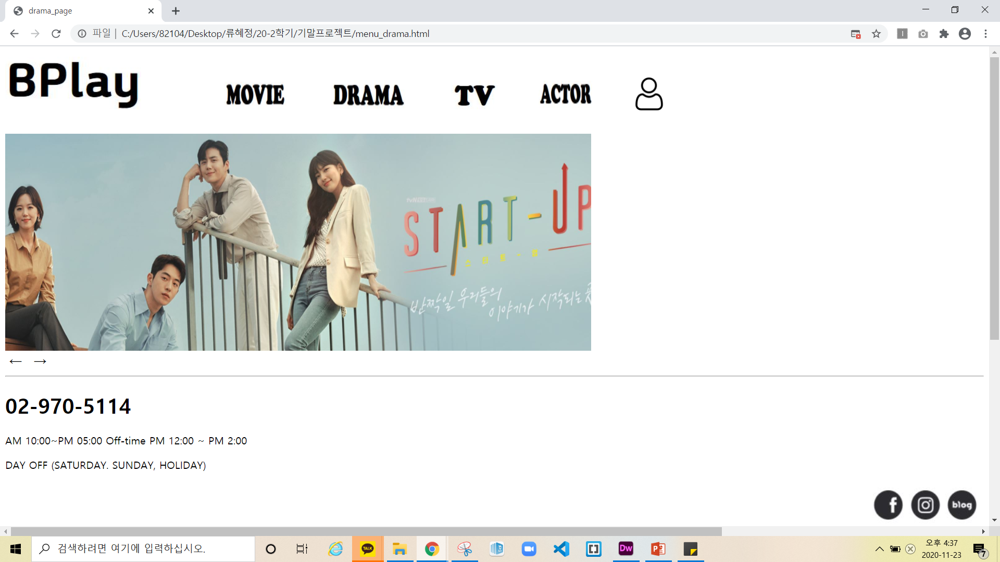 drama_page
파일 | C:/Users/82104/Desktop/류혜정/20-2학기/기말프로젝트/menu_drama.html
BPlay
MOVIE DRAMA TV ACTOR
tvN
START-UP
스타트-업
반짝일 우리들의
이야기가 시작되는
← →
02-970-5114
AM 10:00~PM 05:00 Off-time PM 12:00 ~ PM 2:00
DAY OFF (SATURDAY. SUNDAY, HOLIDAY)
f blog
검색하려면 여기에 입력하십시오.
TALK
Dw
오후 4:37
2020-11-23
7